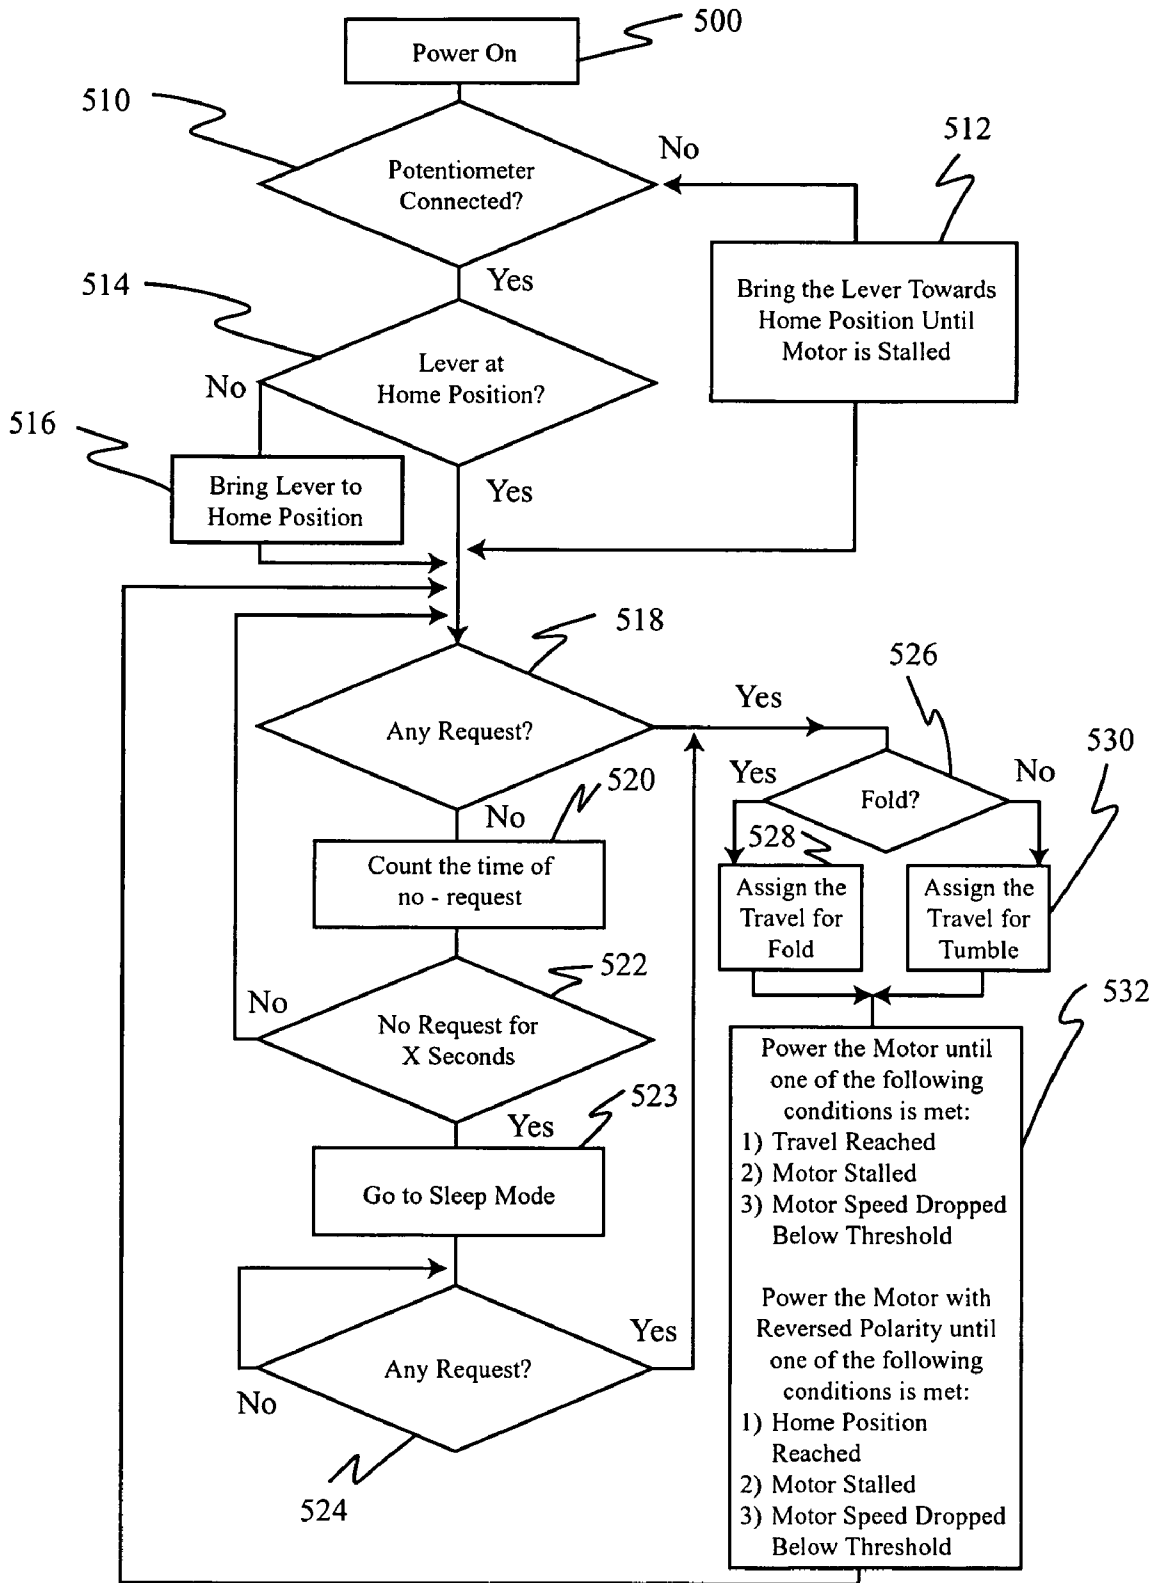 500
Power On
510
Potentiometer
Connected?
No
512
Bring the Lever Towards
Home Position Until
Motor is Stalled
Yes
514
Lever at
Home Position?
No
516
Bring Lever to
Home Position
Yes
518
Any Request?
Yes
526
Fold?
Yes
No
530
528
Assign the
Travel for
Fold
Assign the
Travel for
Tumble
No
520
Count the time of
no - request
522
No Request for
X Seconds
No
Yes
523
Go to Sleep Mode
Any Request?
Yes
No
524
532
Power the Motor until
one of the following
conditions is met:
1) Travel Reached
2) Motor Stalled
3) Motor Speed Dropped
Below Threshold
Power the Motor with
Reversed Polarity until
one of the following
conditions is met:
1) Home Position
Reached
2) Motor Stalled
3) Motor Speed Dropped
Below Threshold